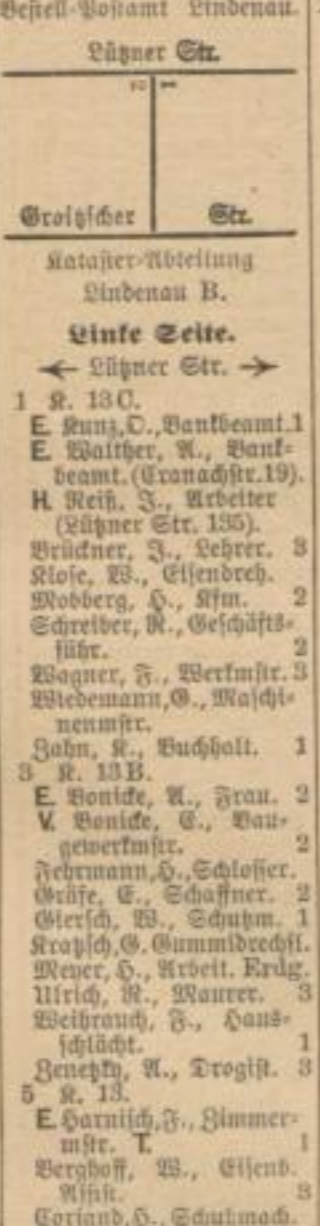 Bestell-Postamt Lindenau.
Lützner Str.
Groitzscher Str.
Kataster-Abteilung
Lindenau B.
Linke Seite.
← Lützner Str. →
1 K. 13C.
E. Kunz, O., Bankbeamt. 1
E. Walther, A., Bank-
beamt. (Cranachstr. 19).
H. Reiß, J., Arbeiter
(Lützner Str. 135).
Brückner, J., Lehrer. 3
Klose, W., Eisendreh.
Mobberg, H., Kfm. 2
Schreiber, R., Geschäfts-
führ. 2
Wagner, F., Werkmstr. 3
Wiedemann, G., Maschi-
nenmstr.
Zahn, K., Buchhalt. 1
3 K. 13B.
E. Bonicke, A., Frau. 2
V. Bonicke, E., Bau-
gewerkmstr. 2
Fehrmann, H., Schlosser.
Gräfe, E., Schaffner. 2
Giersch, W., Schutzm. 1
Kratzsch, G. Gummidrechsl.
Meyer, H., Arbeit. Erdg.
Ulrich, R., Maurer. 3
Weihrauch, F., Haus-
schlächt. 1
Zenetzky, A., Drogist. 3
5 K. 13.
E. Harnisch, F., Zimmer-
mstr. T. 1
Berghoff, W., Eisenb.
Assist. 3
Coriand, H., Schuhmach.